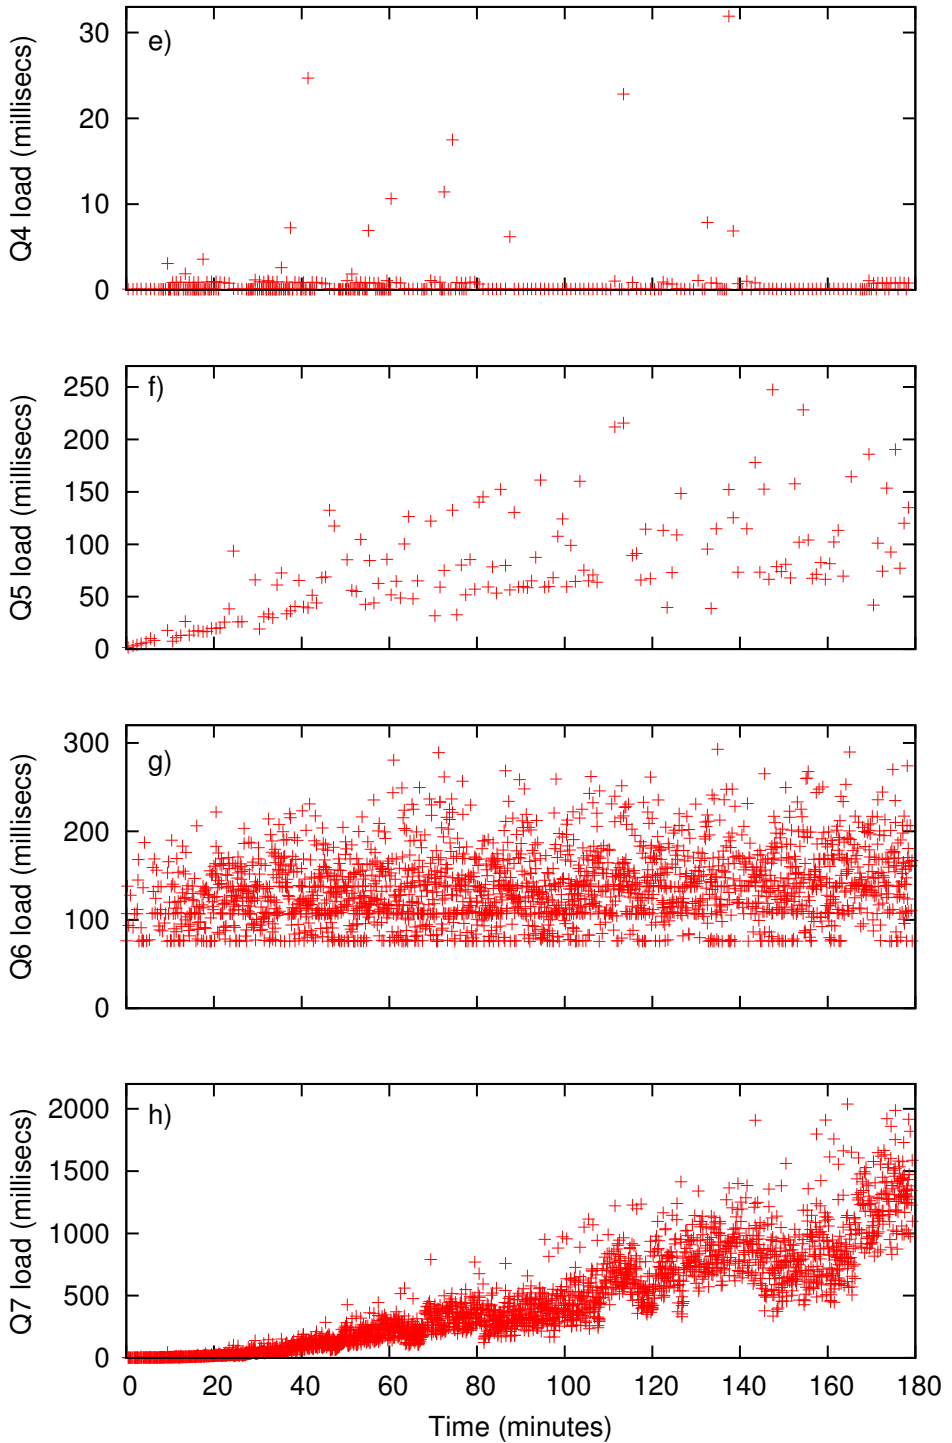 e)
Q4 load (millisecs)
30
20
10
0
f)
Q5 load (millisecs)
250
200
150
100
50
0
g)
Q6 load (millisecs)
300
200
100
0
h)
Q7 load (millisecs)
2000
1500
1000
500
0
0 20 40 60 80 100 120 140 160 180
Time (minutes)